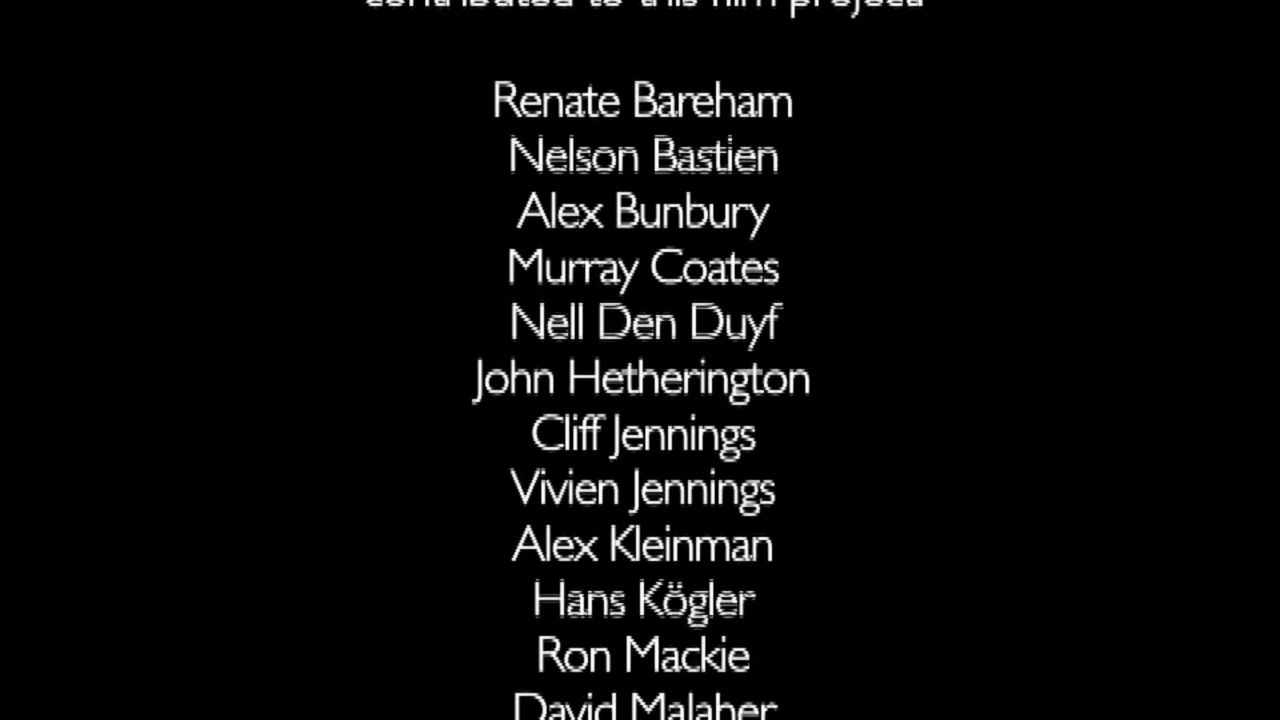 contributed to this film project:
Renate Bareham
Nelson Bastien
Alex Bunbury
Murray Coates
Nell Den Duyf
John Hetherington
Cliff Jennings
Vivien Jennings
Alex Kleinman
Hans Kögler
Ron Mackie
David Malaher